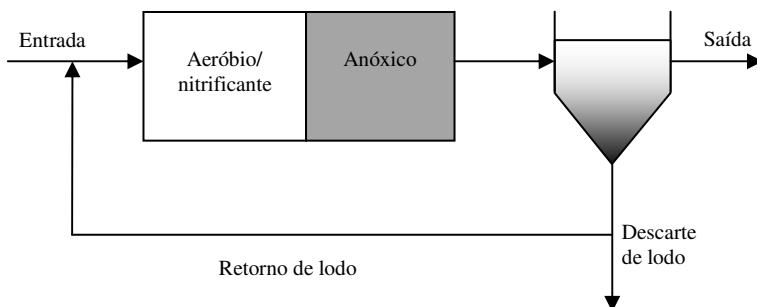 Entrada
Aeróbio/
nitrificante
Anóxico
Saída
Descarte
de lodo
Retorno de lodo